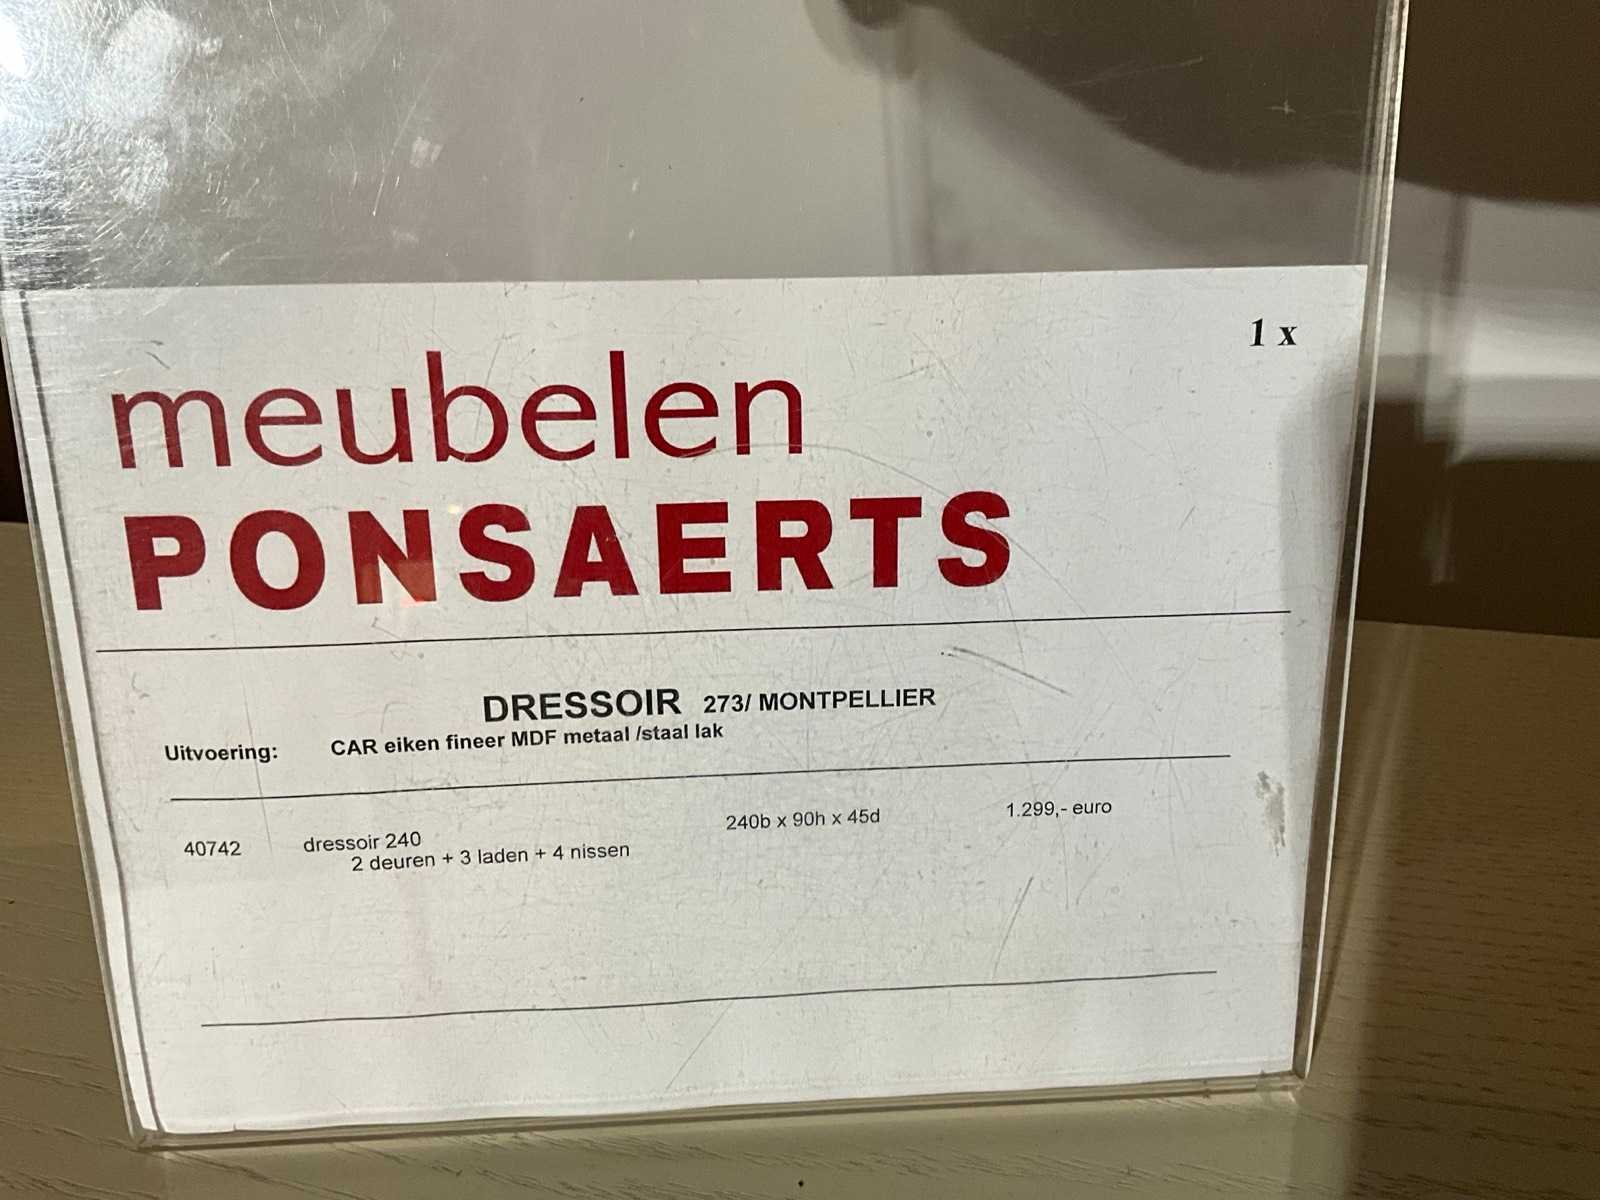 1 x
meubelen
PONSAERTS
DRESSOIR 273/ MONTPELLIER
Uitvoering: CAR eiken fineer MDF metaal /staal lak
40742 dressoir 240 240b x 90h x 45d 1.299,- euro
2 deuren + 3 laden + 4 nissen